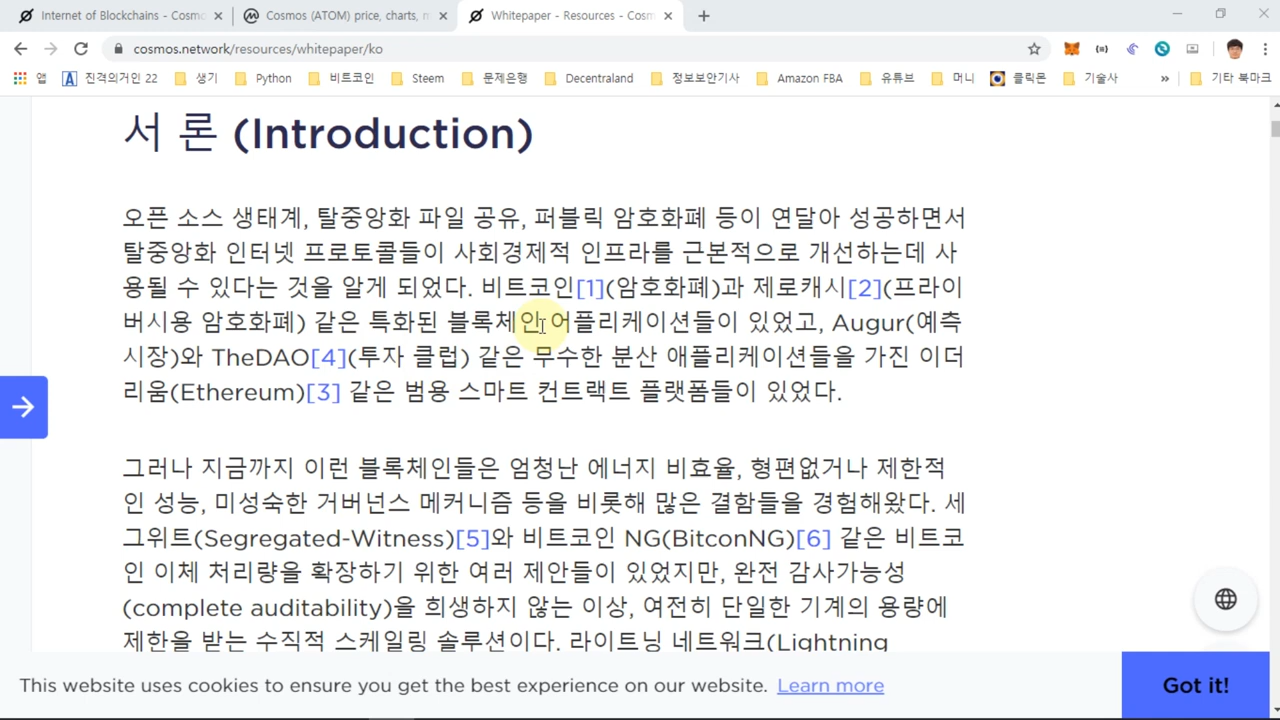 Internet of Blockchains - Cosmo
Cosmos (ATOM) price, charts, m
Whitepaper - Resources - Cosm
cosmos.network/resources/whitepaper/ko
앱
진격의거인 22
생기
Python
비트코인
Steem
문제은행
Decentraland
정보보안기사
Amazon FBA
유튜브
머니
클릭몬
기술사
»
기타 북마크
서 론 (Introduction)
오픈 소스 생태계, 탈중앙화 파일 공유, 퍼블릭 암호화폐 등이 연달아 성공하면서
탈중앙화 인터넷 프로토콜들이 사회경제적 인프라를 근본적으로 개선하는데 사
용될 수 있다는 것을 알게 되었다. 비트코인[1](암호화폐)과 제로캐시[2](프라이
버시용 암호화폐) 같은 특화된 블록체인 어플리케이션들이 있었고, Augur(예측
시장)와 TheDAO[4](투자 클럽) 같은 무수한 분산 애플리케이션들을 가진 이더
리움(Ethereum)[3] 같은 범용 스마트 컨트랙트 플랫폼들이 있었다.
그러나 지금까지 이런 블록체인들은 엄청난 에너지 비효율, 형편없거나 제한적
인 성능, 미성숙한 거버넌스 메커니즘 등을 비롯해 많은 결함들을 경험해왔다. 세
그위트(Segregated-Witness)[5]와 비트코인 NG(BitconNG)[6] 같은 비트코
인 이체 처리량을 확장하기 위한 여러 제안들이 있었지만, 완전 감사가능성
(complete auditability)을 희생하지 않는 이상, 여전히 단일한 기계의 용량에
제한을 받는 수직적 스케일링 솔루션이다. 라이트닝 네트워크(Lightning
This website uses cookies to ensure you get the best experience on our website. Learn more
Got it!